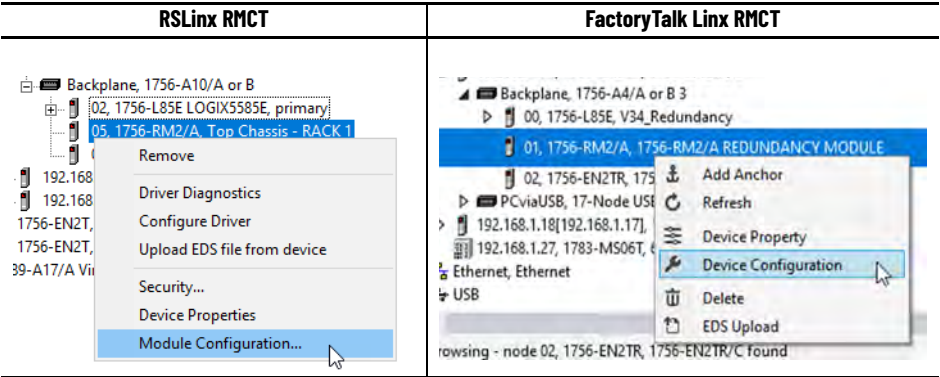 RSLinx RMCT
FactoryTalk Linx RMCT
Backplane, 1756-A10/A or B
02, 1756-L85E LOGIX5585E, primary
05, 1756-RM2/A, Top Chassis - RACK 1
Remove
192.168
Driver Diagnostics
192.168
Configure Driver
1756-EN2T,
Upload EDS file from device
1756-EN2T,
39-A17/A Vi
Security...
Device Properties
Module Configuration...
Backplane, 1756-A4/A or B 3
00, 1756-L85E, V34_Redundancy
01, 1756-RM2/A, 1756-RM2/A REDUNDANCY MODULE
Add Anchor
02, 1756-EN2TR, 175
PCviaUSB, 17-Node USB
Refresh
192.168.1.18[192.168.1.17],
Device Property
192.168.1.27, 1783-MS06T,
Device Configuration
Ethernet, Ethernet
USB
Delete
EDS Upload
rowsing - node 02, 1756-EN2TR, 1756-EN2TR/C found